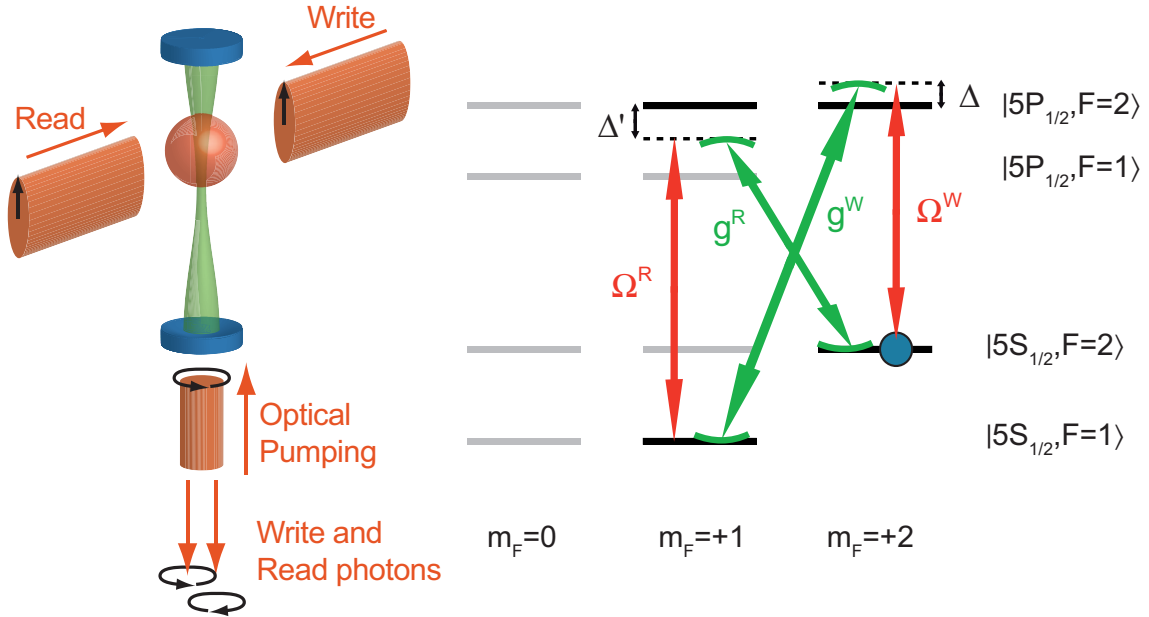 Write
Read
Optical
Pumping
Write and
Read photons
Δ'
Δ
|5P1/2,F=2⟩
|5P1/2,F=1⟩
gR
gW
ΩR
ΩW
|5S1/2,F=2⟩
|5S1/2,F=1⟩
mF=0
mF=+1
mF=+2